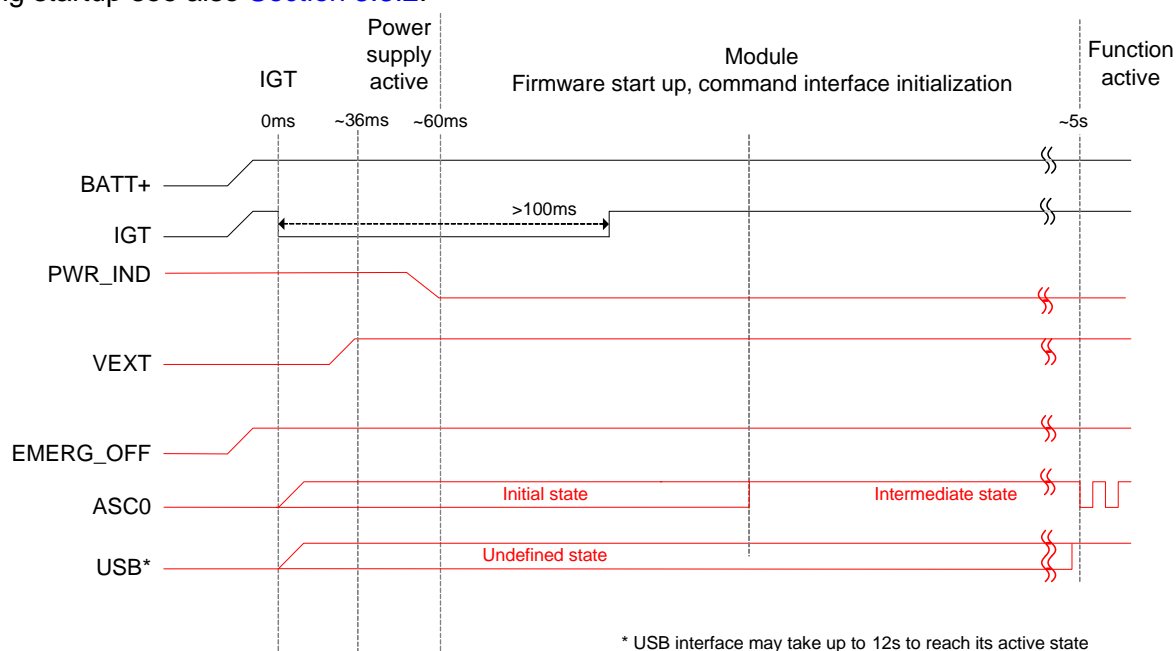 Power
supply
active
Module
Firmware start up, command interface initialization
Function
active
IGT
0ms
~36ms
~60ms
~5s
BATT+
>100ms
IGT
PWR_IND
VEXT
EMERG_OFF
ASC0
Initial state
Intermediate state
USB*
Undefined state
* USB interface may take up to 12s to reach its active state